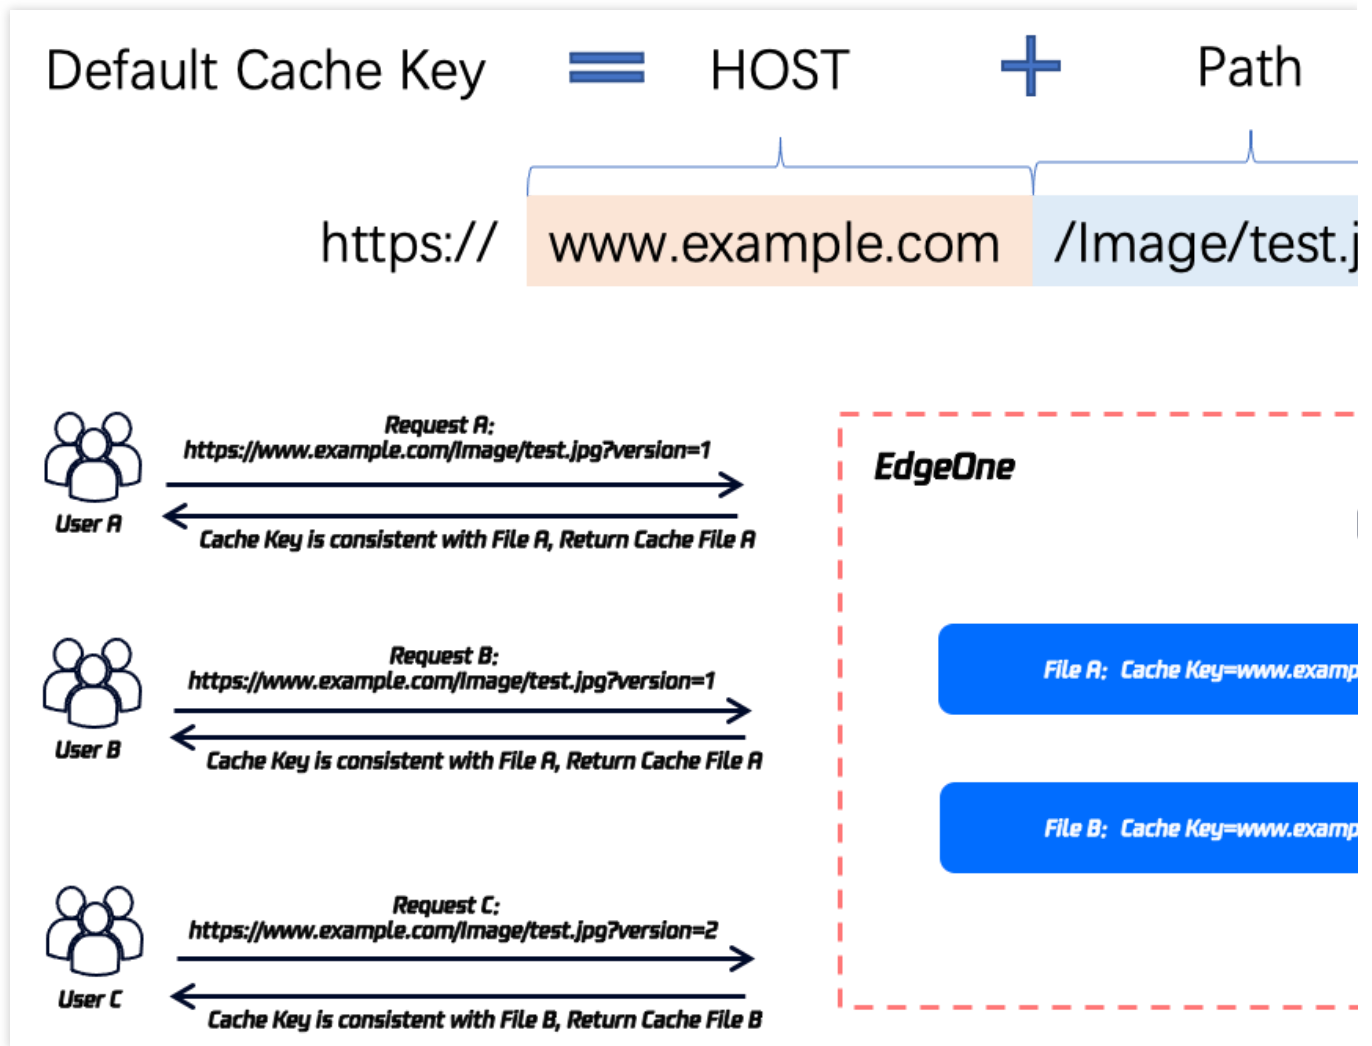 Default Cache Key = HOST + Path
https:// www.example.com /Image/test.j
Request A:
https://www.example.com/Image/test.jpg?version=1
User A
Cache Key is consistent with File A, Return Cache File A
EdgeOne
Request B:
https://www.example.com/Image/test.jpg?version=1
User B
Cache Key is consistent with File A, Return Cache File A
File A: Cache Key=www.examp
File B: Cache Key=www.examp
Request C:
https://www.example.com/Image/test.jpg?version=2
User C
Cache Key is consistent with File B, Return Cache File B